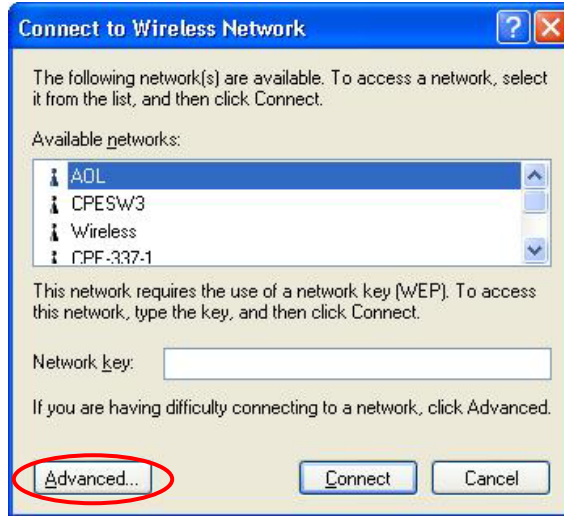 Connect to Wireless Network
The following network(s) are available. To access a network, select
it from the list, and then click Connect.
Available networks:
AOL
CPESW3
Wireless
CPE-337-1
This network requires the use of a network key (WEP). To access
this network, type the key, and then click Connect.
Network key:
If you are having difficulty connecting to a network, click Advanced.
Advanced... Connect Cancel